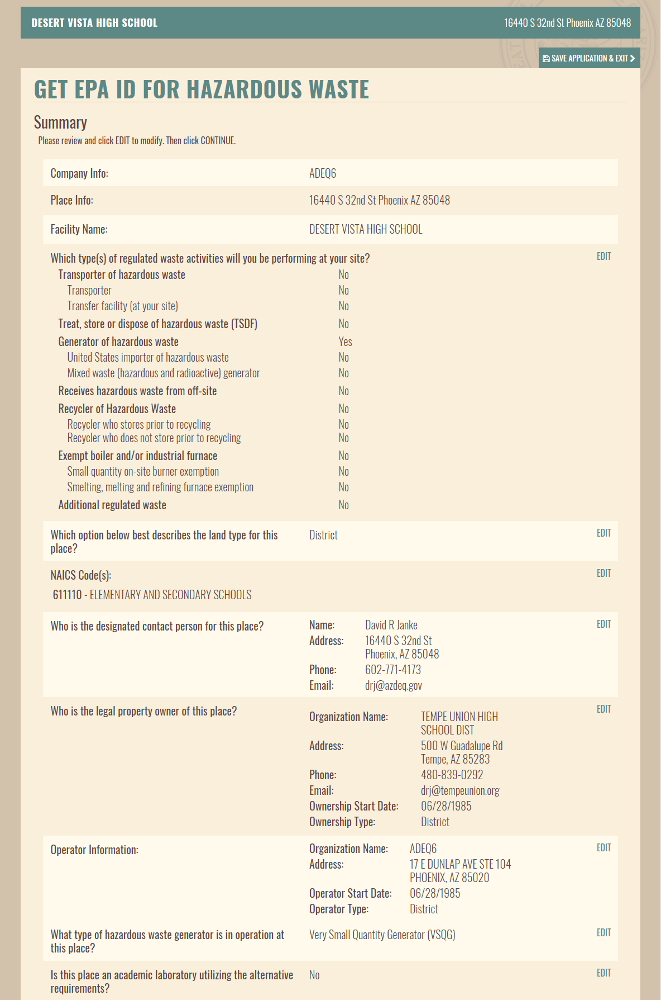 DESERT VISTA HIGH SCHOOL 16440 S 32nd St Phoenix AZ 85048
SAVE APPLICATION & EXIT
GET EPA ID FOR HAZARDOUS WASTE
Summary
Please review and click EDIT to modify. Then click CONTINUE.
Company Info: ADEQ6
Place Info: 16440 S 32nd St Phoenix AZ 85048
Facility Name: DESERT VISTA HIGH SCHOOL
Which type(s) of regulated waste activities will you be performing at your site? EDIT
Transporter of hazardous waste No
Transporter No
Transfer facility (at your site) No
Treat, store or dispose of hazardous waste (TSDF) No
Generator of hazardous waste Yes
United States importer of hazardous waste No
Mixed waste (hazardous and radioactive) generator No
Receives hazardous waste from off-site No
Recycler of Hazardous Waste No
Recycler who stores prior to recycling No
Recycler who does not store prior to recycling No
Exempt boiler and/or industrial furnace No
Small quantity on-site burner exemption No
Smelting, melting and refining furnace exemption No
Additional regulated waste No
Which option below best describes the land type for this District EDIT
place?
NAICS Code(s): EDIT
611110 - ELEMENTARY AND SECONDARY SCHOOLS
Who is the designated contact person for this place? Name: David R Janke EDIT
Address: 16440 S 32nd St
Phoenix, AZ 85048
Phone: 602-771-4173
Email: drj@azdeq.gov
Who is the legal property owner of this place? EDIT
Organization Name: TEMPE UNION HIGH
SCHOOL DIST
Address: 500 W Guadalupe Rd
Tempe, AZ 85283
Phone: 480-839-0292
Email: drj@tempeunion.org
Ownership Start Date: 06/28/1985
Ownership Type: District
Operator Information: Organization Name: ADEQ6 EDIT
Address: 17 E DUNLAP AVE STE 104
PHOENIX, AZ 85020
Operator Start Date: 06/28/1985
Operator Type: District
What type of hazardous waste generator is in operation at Very Small Quantity Generator (VSQG) EDIT
this place?
Is this place an academic laboratory utilizing the alternative No EDIT
requirements?